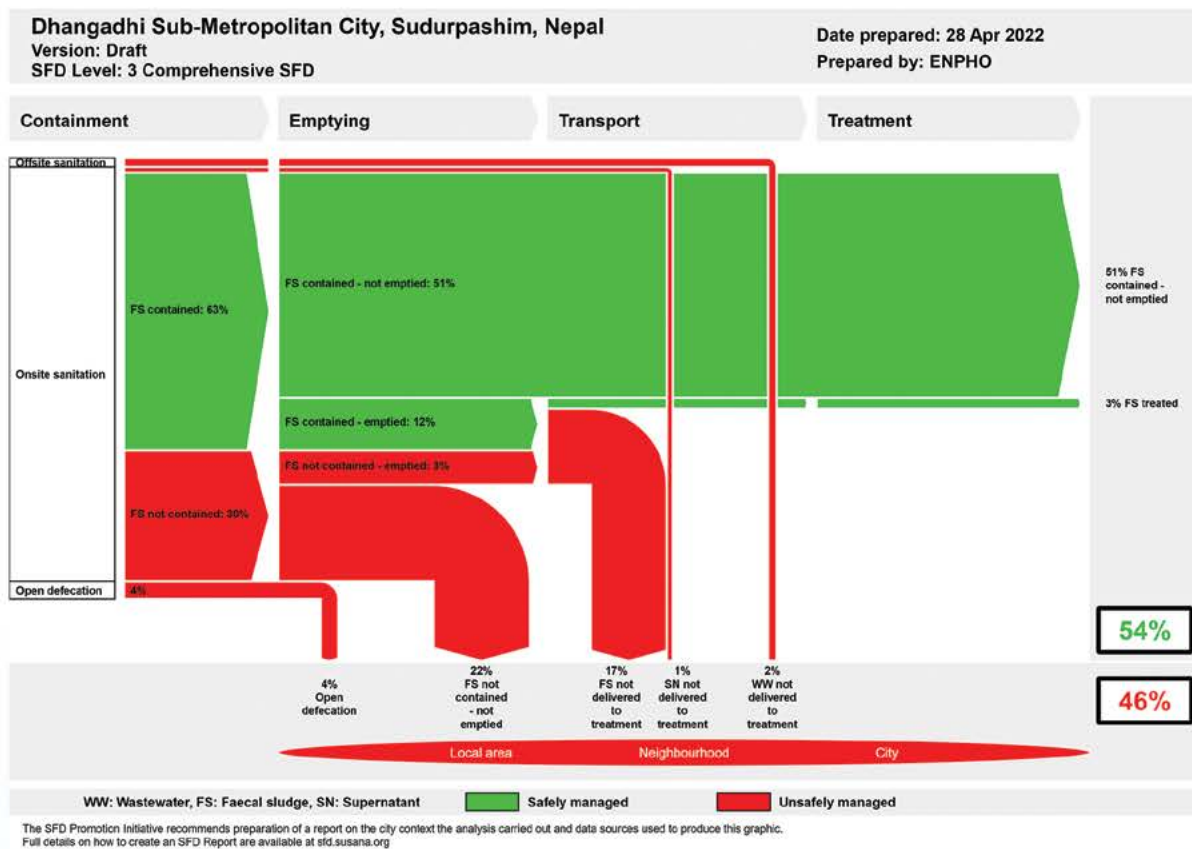 Dhangadhi Sub-Metropolitan City, Sudurpashim, Nepal
Version: Draft
SFD Level: 3 Comprehensive SFD
Date prepared: 28 Apr 2022
Prepared by: ENPHO
Containment
Emptying
Transport
Treatment
Offsite sanitation
Onsite sanitation
Open defecation
FS contained: 63%
FS not contained: 30%
4%
FS contained - not emptied: 51%
FS contained - emptied: 12%
FS not contained - emptied: 3%
51% FS
contained -
not emptied
3% FS treated
54%
46%
4%
Open
defecation
22%
FS not
contained
- not
emptied
17%
FS not
delivered
to
treatment
1%
SN not
delivered
to
treatment
2%
WW not
delivered
to
treatment
Local area
Neighbourhood
City
WW: Wastewater, FS: Faecal sludge, SN: Supernatant
Safely managed
Unsafely managed
The SFD Promotion Initiative recommends preparation of a report on the city context the analysis carried out and data sources used to produce this graphic.
Full details on how to create an SFD Report are available at sfd.susana.org